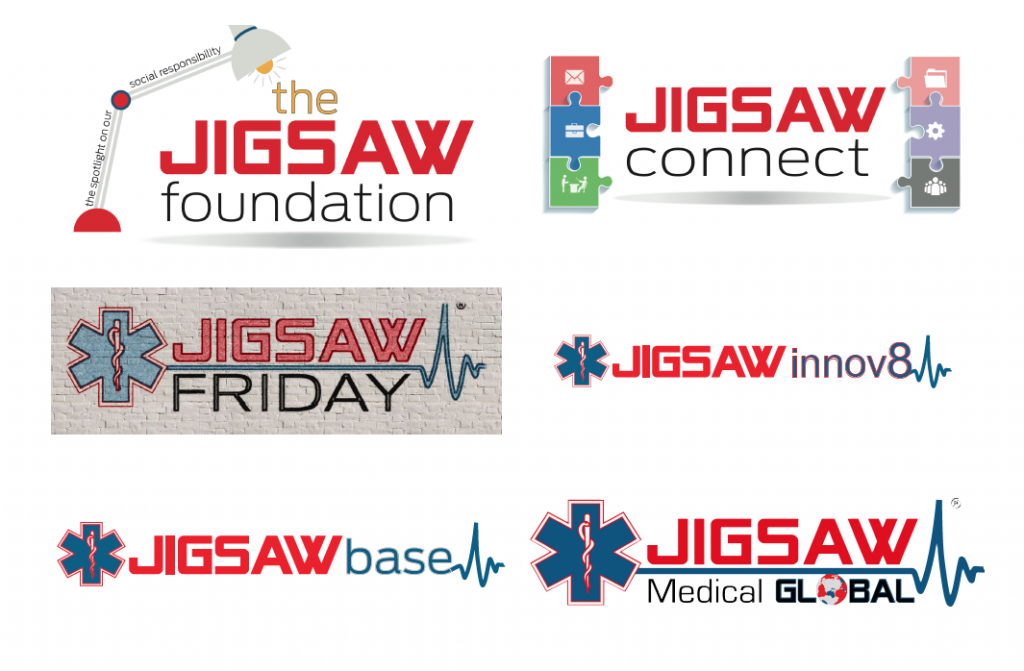 social responsibility
the spotlight on our
the
JIGSAW
foundation
JIGSAW
connect
JIGSAW
FRIDAY
JIGSAW innov8
JIGSAW base
JIGSAW
Medical GLOBAL